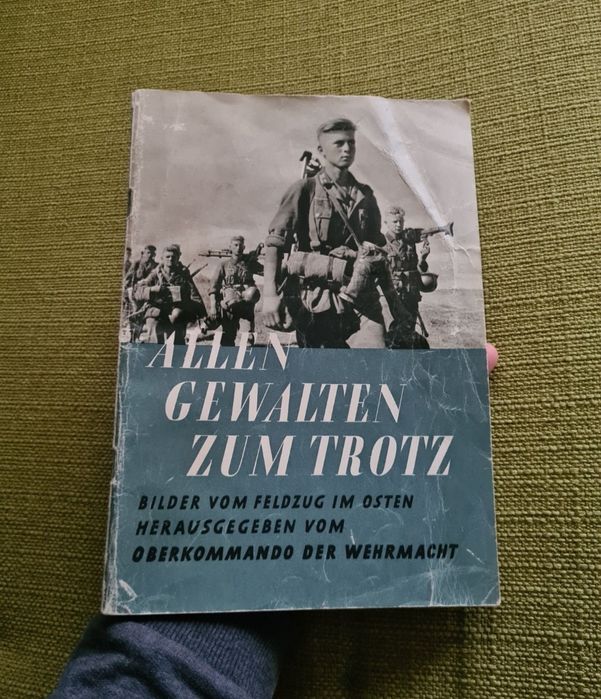 ALLEN
GEWALTEN
ZUM TROTZ
BILDER VOM FELDZUG IM OSTEN
HERAUSGEGEBEN VOM
OBERKOMMANDO DER WEHRMACHT